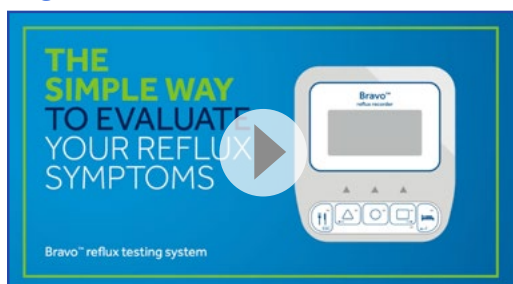 THE
SIMPLE WAY
TO EVALUATE
YOUR REFLUX
SYMPTOMS
Bravo™ reflux testing system
Bravo™
reflux recorder